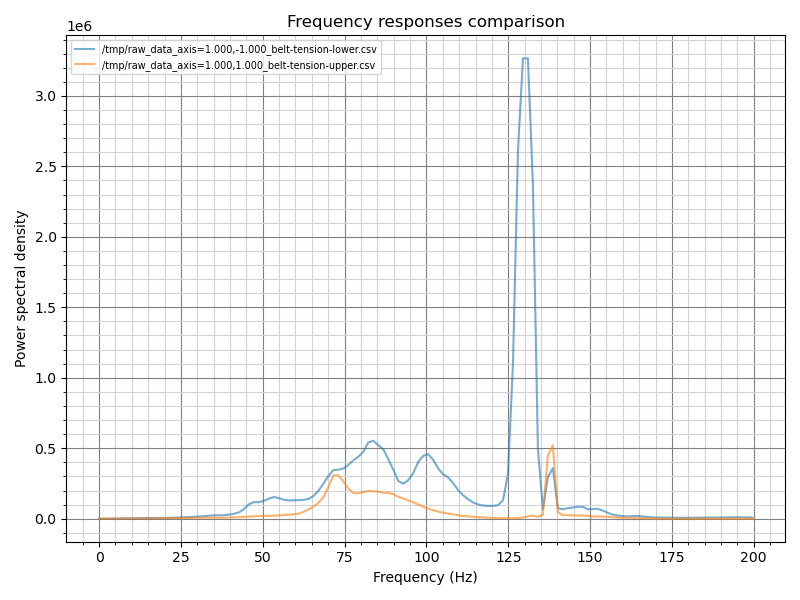 Frequency responses comparison
1e6
/tmp/raw_data_axis=1.000,-1.000_belt-tension-lower.csv
/tmp/raw_data_axis=1.000,1.000_belt-tension-upper.csv
3.0
2.5
2.0
1.5
1.0
0.5
0.0
Power spectral density
0 25 50 75 100 125 150 175 200
Frequency (Hz)